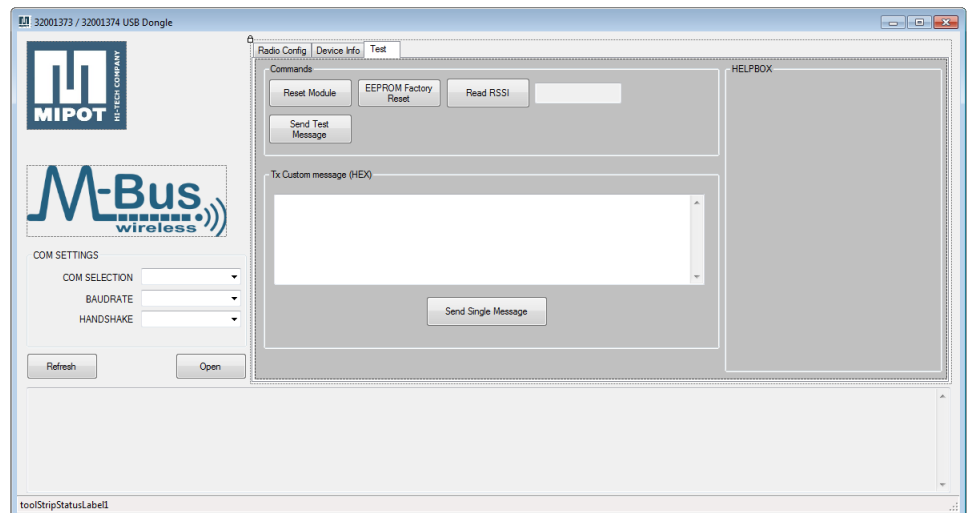 32001373 / 32001374 USB Dongle
MIPOT
HI-TECH COMPANY
M-Bus
wireless
COM SETTINGS
COM SELECTION
BAUDRATE
HANDSHAKE
Refresh
Open
Radio Config
Device Info
Test
Commands
Reset Module
EEPROM Factory
Reset
Read RSSI
Send Test
Message
Tx Custom message (HEX)
Send Single Message
HELPBOX
toolStripStatusLabel1